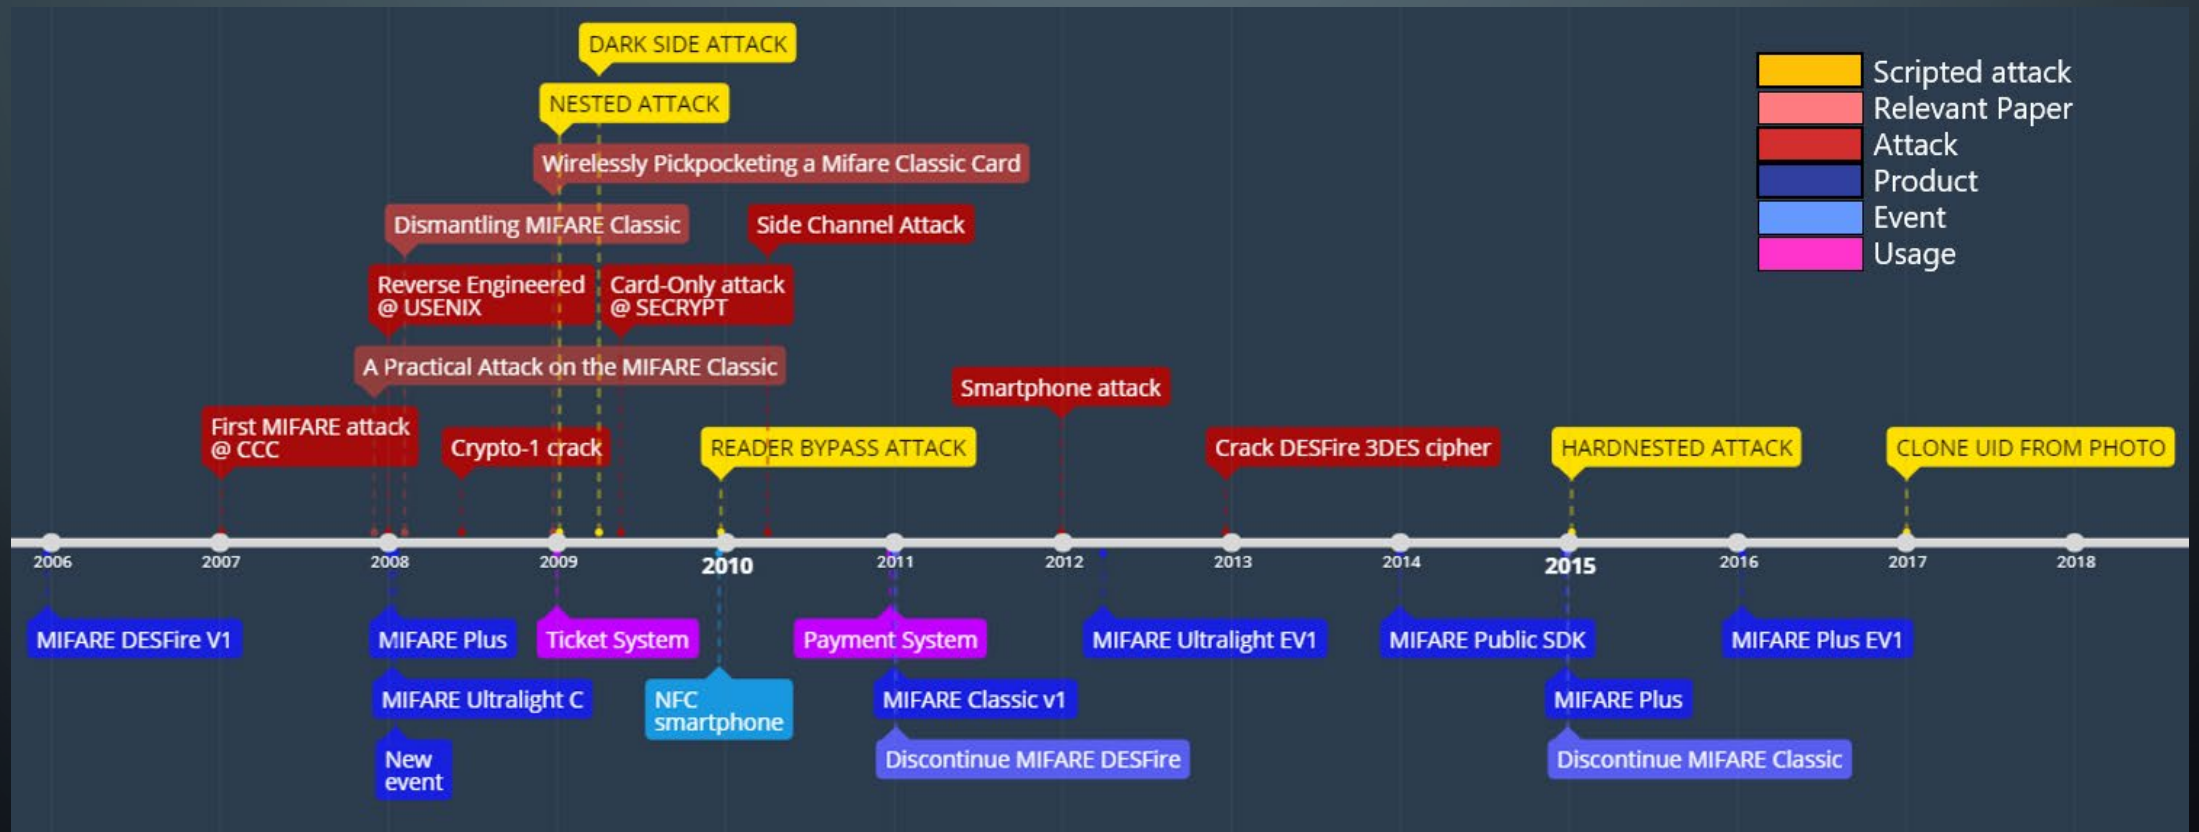 DARK SIDE ATTACK
NESTED ATTACK
Wirelessly Pickpocketing a Mifare Classic Card
Dismantling MIFARE Classic
Side Channel Attack
Reverse Engineered
@ USENIX
Card-Only attack
@ SECRYPT
A Practical Attack on the MIFARE Classic
Smartphone attack
First MIFARE attack
@ CCC
Crypto-1 crack
READER BYPASS ATTACK
Crack DESFire 3DES cipher
HARDNESTED ATTACK
CLONE UID FROM PHOTO
Scripted attack
Relevant Paper
Attack
Product
Event
Usage
2006 2007 2008 2009 2010 2011 2012 2013 2014 2015 2016 2017 2018
MIFARE DESFire V1
MIFARE Plus
Ticket System
Payment System
MIFARE Ultralight EV1
MIFARE Public SDK
MIFARE Plus EV1
MIFARE Ultralight C
NFC
smartphone
MIFARE Classic v1
MIFARE Plus
New
event
Discontinue MIFARE DESFire
Discontinue MIFARE Classic